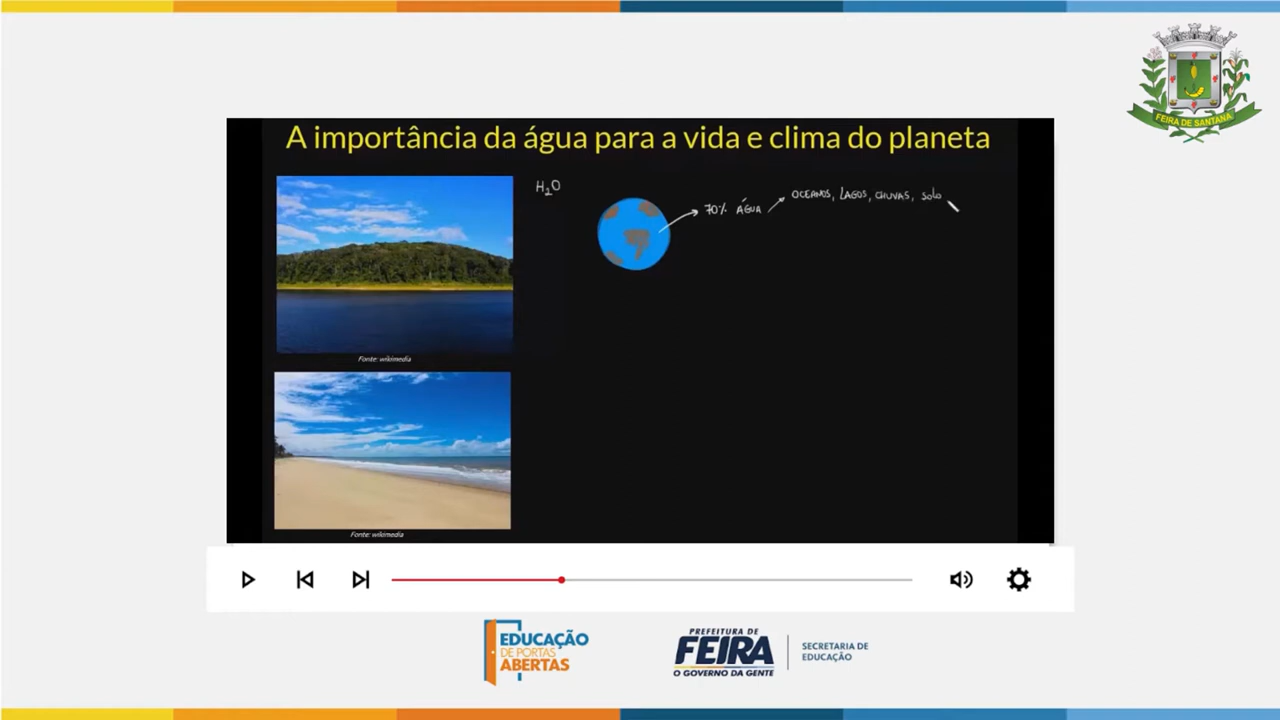 FEIRA DE SANTANA
A importância da água para a vida e clima do planeta
H₂O
70% ÁGUA
OCEANOS, LAGOS, CHUVAS, SOLO
Fonte: wikimedia
Fonte: wikimedia
EDUCAÇÃO
DE PORTAS
ABERTAS
PREFEITURA DE
FEIRA
O GOVERNO DA GENTE
SECRETARIA DE
EDUCAÇÃO